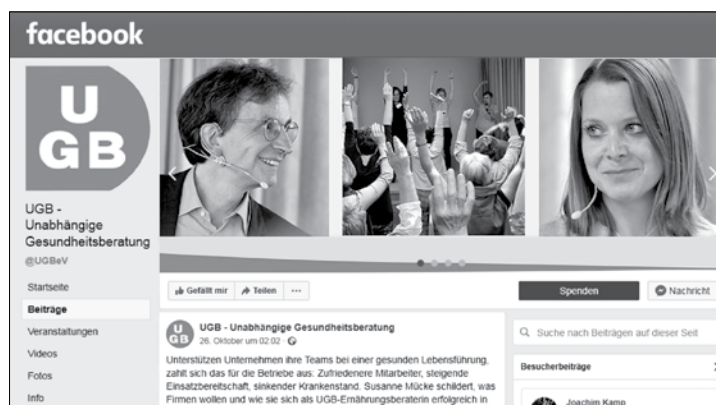 facebook
U
GB
UGB -
Unabhängige
Gesundheitsberatung
@UGBeV
Startseite
Beiträge
Veranstaltungen
Videos
Fotos
Info
Gefällt mir
Teilen
...
Spenden
Nachricht
U
GB
UGB - Unabhängige Gesundheitsberatung
26. Oktober um 02:02 ·
Unterstützen Unternehmen ihre Teams bei einer gesunden Lebensführung,
zahlt sich das für die Betriebe aus: Zufriedenere Mitarbeiter, steigende
Einsatzbereitschaft, sinkender Krankenstand. Susanne Mücke schildert, was
Firmen wollen und wie sie sich als UGB-Ernährungsberaterin erfolgreich in
Suche nach Beiträgen auf dieser Seit
Besucherbeiträge
Joachim Kamp